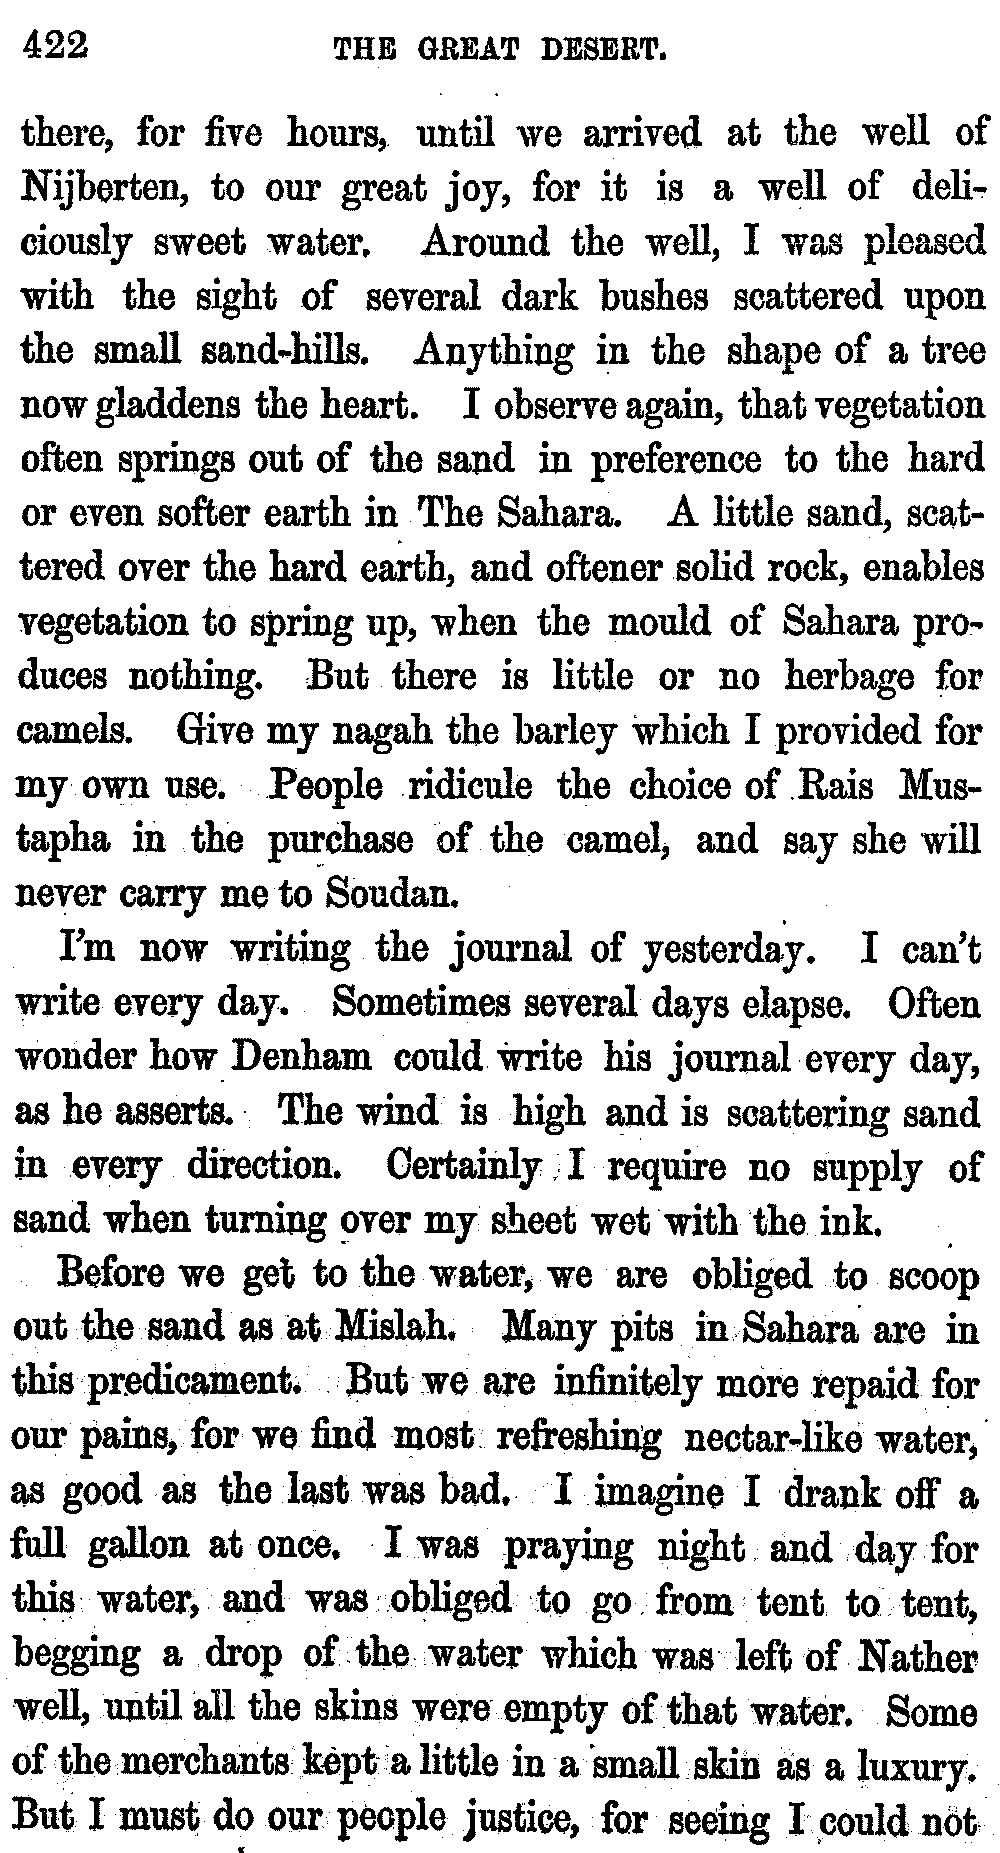 422 THE GREAT DESERT.
there, for five hours, until we arrived at the well of
Nijberten, to our great joy, for it is a well of deli-
ciously sweet water. Around the well, I was pleased
with the sight of several dark bushes scattered upon
the small sand-hills. Anything in the shape of a tree
now gladdens the heart. I observe again, that vegetation
often springs out of the sand in preference to the hard
or even softer earth in The Sahara. A little sand, scat-
tered over the hard earth, and oftener solid rock, enables
vegetation to spring up, when the mould of Sahara pro-
duces nothing. But there is little or no herbage for
camels. Give my nagah the barley which I provided for
my own use. People ridicule the choice of Rais Mus-
tapha in the purchase of the camel, and say she will
never carry me to Soudan.
I'm now writing the journal of yesterday. I can't
write every day. Sometimes several days elapse. Often
wonder how Denham could write his journal every day,
as he asserts. The wind is high and is scattering sand
in every direction. Certainly I require no supply of
sand when turning over my sheet wet with the ink.
Before we get to the water, we are obliged to scoop
out the sand as at Mislah. Many pits in Sahara are in
this predicament. But we are infinitely more repaid for
our pains, for we find most refreshing nectar-like water,
as good as the last was bad. I imagine I drank off a
full gallon at once. I was praying night and day for
this water, and was obliged to go from tent to tent,
begging a drop of the water which was left of Nather
well, until all the skins were empty of that water. Some
of the merchants kept a little in a small skin as a luxury.
But I must do our people justice, for seeing I could not